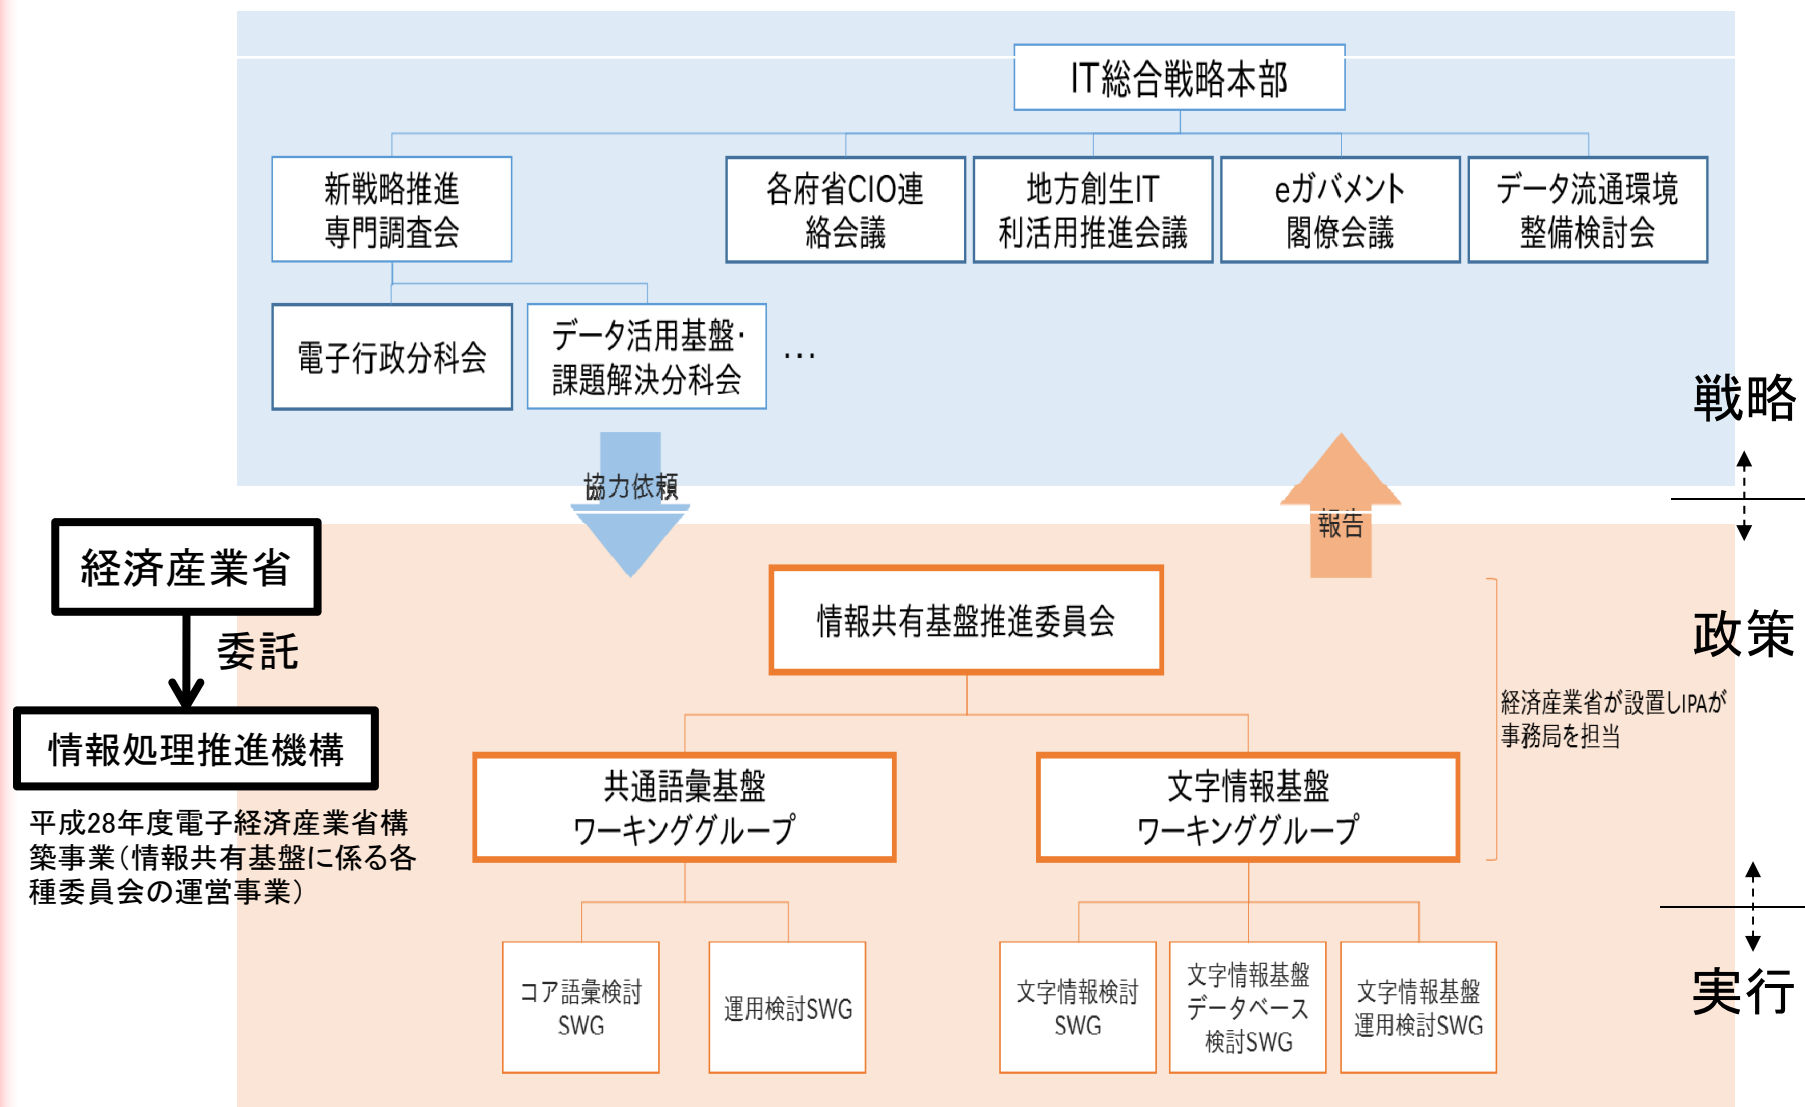 IT総合戦略本部
新戦略推進
専門調査会
各府省CIO連
絡会議
地方創生IT
利活用推進会議
eガバメント
閣僚会議
データ流通環境
整備検討会
電子行政分科会
データ活用基盤・
課題解決分科会
…
戦略
協力依頼
報告
経済産業省
委託
情報処理推進機構
平成28年度電子経済産業省構
築事業(情報共有基盤に係る各
種委員会の運営事業)
情報共有基盤推進委員会
政策
経済産業省が設置しIPAが
事務局を担当
共通語彙基盤
ワーキンググループ
文字情報基盤
ワーキンググループ
コア語彙検討
SWG
運用検討SWG
文字情報検討
SWG
文字情報基盤
データベース
検討SWG
文字情報基盤
運用検討SWG
実行